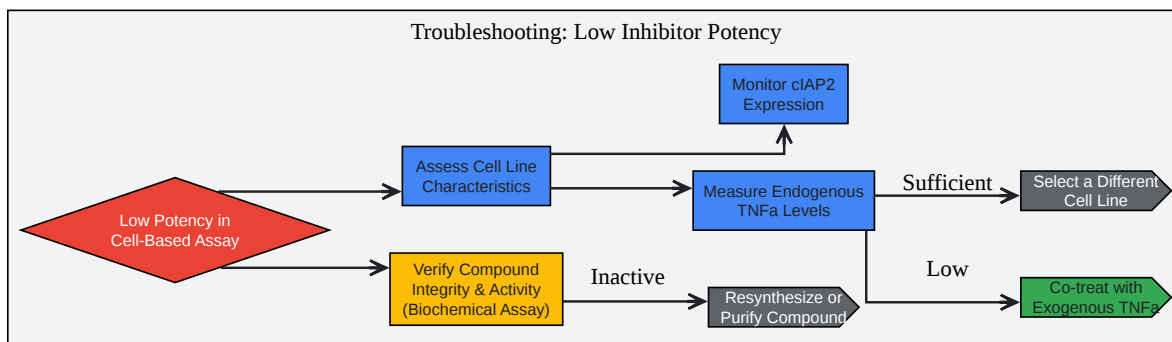 Troubleshooting: Low Inhibitor Potency
Monitor cIAP2
Expression
Assess Cell Line
Characteristics
Measure Endogenous
TNFa Levels
Sufficient
Select a Different
Cell Line
Low Potency in
Cell-Based Assay
Verify Compound
Integrity & Activity
(Biochemical Assay)
Inactive
Resynthesize or
Purify Compound
Low
Co-treat with
Exogenous TNFa